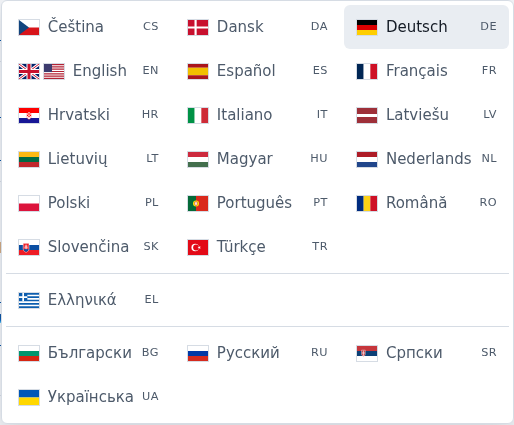 Čeština CS Dansk DA Deutsch DE
English EN Español ES Français FR
Hrvatski HR Italiano IT Latviešu LV
Lietuvių LT Magyar HU Nederlands NL
Polski PL Português PT Română RO
Slovenčina SK Türkçe TR
Ελληνικά EL
Български BG Русский RU Српски SR
Українська UA